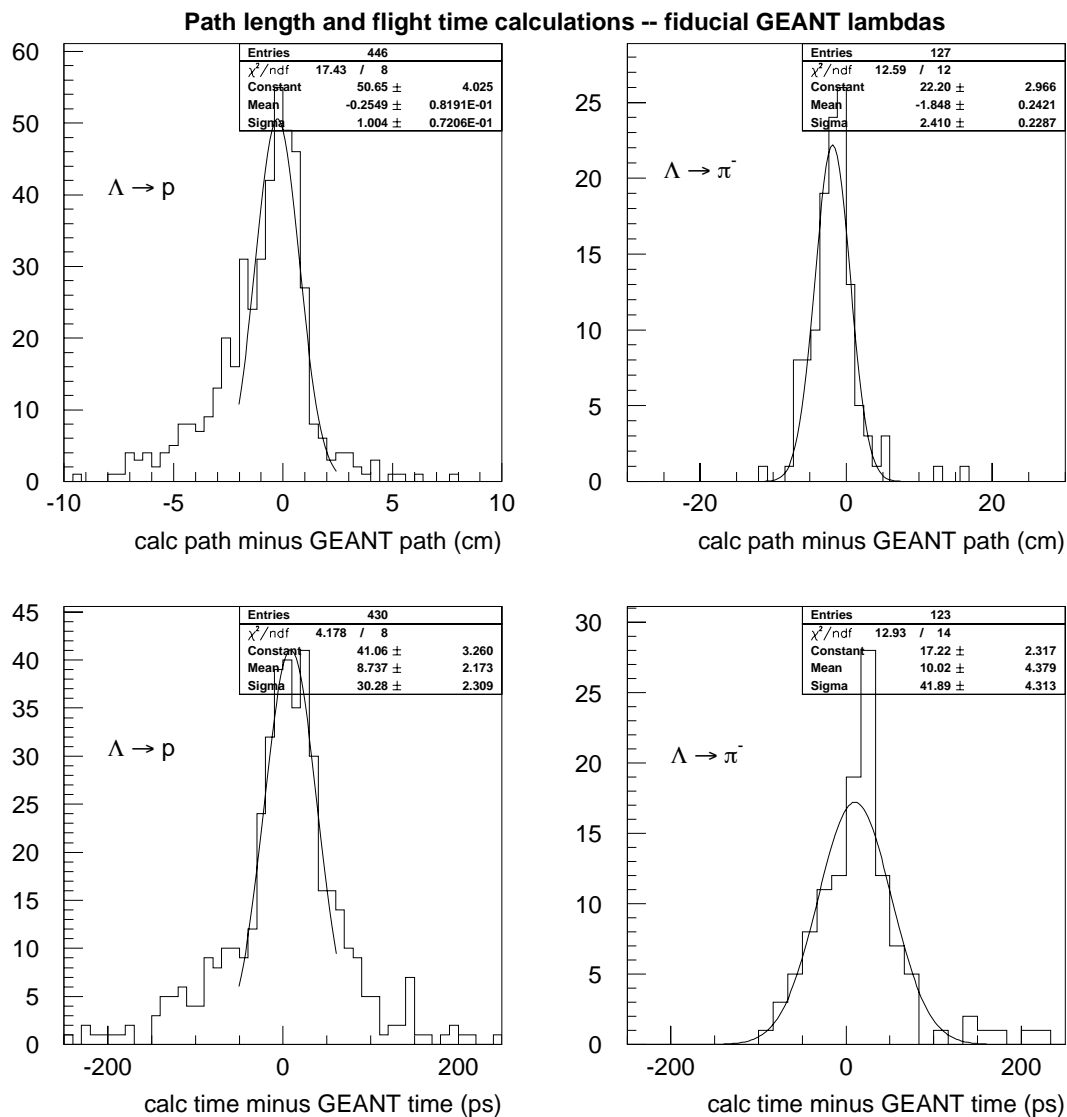 Path length and flight time calculations -- fiducial GEANT lambdas
Entries 446
χ²/ndf 17.43 / 8
Constant 50.65 ± 4.025
Mean -0.2549 ± 0.8191E-01
Sigma 1.004 ± 0.7206E-01
Λ → p
60
50
40
30
20
10
0
-10 -5 0 5 10
calc path minus GEANT path (cm)
Entries 127
χ²/ndf 12.59 / 12
Constant 22.20 ± 2.966
Mean -1.848 ± 0.2421
Sigma 2.410 ± 0.2287
Λ → π⁻
25
20
15
10
5
0
-20 0 20
calc path minus GEANT path (cm)
Entries 430
χ²/ndf 4.178 / 8
Constant 41.06 ± 3.260
Mean 8.737 ± 2.173
Sigma 30.28 ± 2.309
Λ → p
45
40
35
30
25
20
15
10
5
0
-200 0 200
calc time minus GEANT time (ps)
Entries 123
χ²/ndf 12.93 / 14
Constant 17.22 ± 2.317
Mean 10.02 ± 4.379
Sigma 41.89 ± 4.313
Λ → π⁻
30
25
20
15
10
5
0
-200 0 200
calc time minus GEANT time (ps)